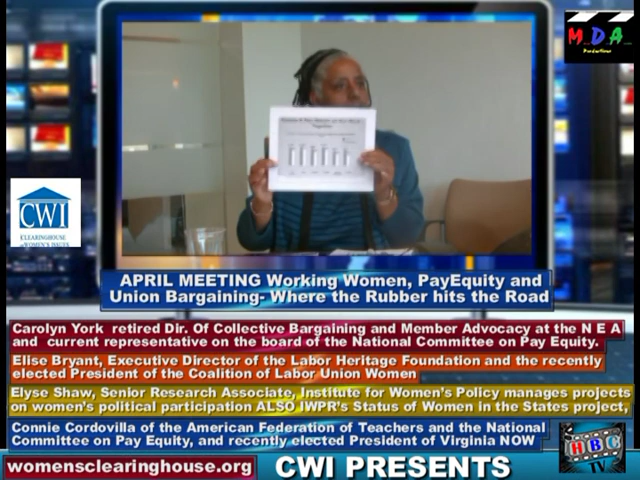 M.D.A.
Productions
CWI
CLEARINGHOUSE
ON WOMEN'S ISSUES
APRIL MEETING Working Women, PayEquity and
Union Bargaining- Where the Rubber hits the Road
Carolyn York retired Dir. Of Collective Bargaining and Member Advocacy at the N E A
and current representative on the board of the National Committee on Pay Equity.
Elise Bryant, Executive Director of the Labor Heritage Foundation and the recently
elected President of the Coalition of Labor Union Women
Elyse Shaw, Senior Research Associate, Institute for Women's Policy manages projects
on women's political participation ALSO IWPR's Status of Women in the States project,
Connie Cordovilla of the American Federation of Teachers and the National
Committee on Pay Equity, and recently elected President of Virginia NOW
HBC
TV
womensclearinghouse.org CWI PRESENTS